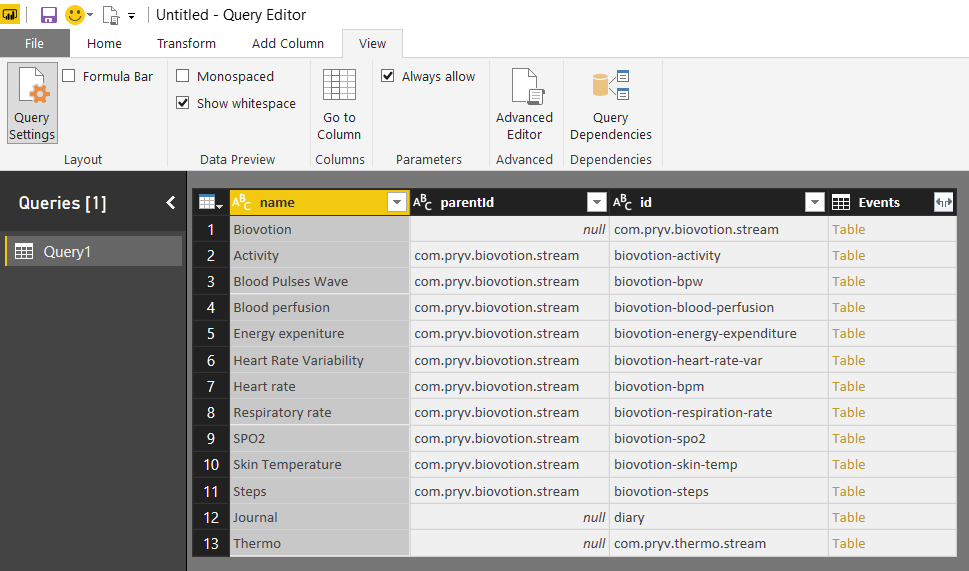 Untitled - Query Editor
File Home Transform Add Column View
Formula Bar Monospaced Always allow
Show whitespace
Query Settings Go to Column Advanced Editor Query Dependencies
Layout Data Preview Columns Parameters Advanced Dependencies
Queries [1]
Query1
ABC name ABC parentId ABC id Events
1 Biovotion null com.pryv.biovotion.stream Table
2 Activity com.pryv.biovotion.stream biovotion-activity Table
3 Blood Pulses Wave com.pryv.biovotion.stream biovotion-bpw Table
4 Blood perfusion com.pryv.biovotion.stream biovotion-blood-perfusion Table
5 Energy expeniture com.pryv.biovotion.stream biovotion-energy-expenditure Table
6 Heart Rate Variability com.pryv.biovotion.stream biovotion-heart-rate-var Table
7 Heart rate com.pryv.biovotion.stream biovotion-bpm Table
8 Respiratory rate com.pryv.biovotion.stream biovotion-respiration-rate Table
9 SPO2 com.pryv.biovotion.stream biovotion-spo2 Table
10 Skin Temperature com.pryv.biovotion.stream biovotion-skin-temp Table
11 Steps com.pryv.biovotion.stream biovotion-steps Table
12 Journal null diary Table
13 Thermo null com.pryv.thermo.stream Table